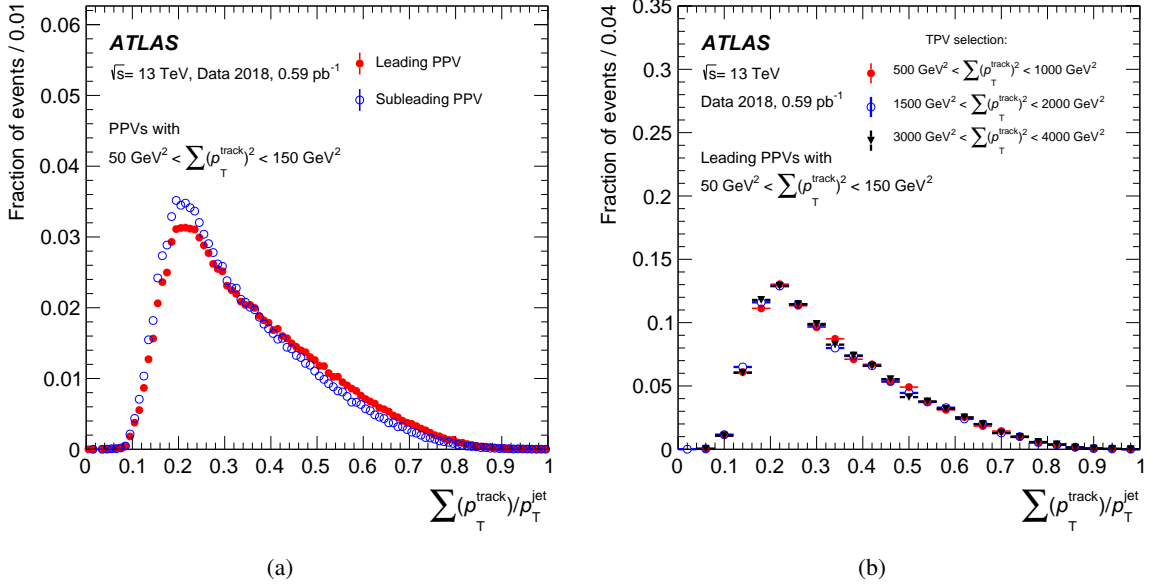 ATLAS
√s= 13 TeV, Data 2018, 0.59 pb⁻¹
Leading PPV
Subleading PPV
PPVs with
50 GeV² < ∑(p_T^track)² < 150 GeV²
Fraction of events / 0.01
0.06
0.05
0.04
0.03
0.02
0.01
0
0 0.1 0.2 0.3 0.4 0.5 0.6 0.7 0.8 0.9 1
∑(p_T^track)/p_T^jet
(a)
ATLAS
√s= 13 TeV
Data 2018, 0.59 pb⁻¹
TPV selection:
500 GeV² < ∑(p_T^track)² < 1000 GeV²
1500 GeV² < ∑(p_T^track)² < 2000 GeV²
3000 GeV² < ∑(p_T^track)² < 4000 GeV²
Leading PPVs with
50 GeV² < ∑(p_T^track)² < 150 GeV²
Fraction of events / 0.04
0.35
0.3
0.25
0.2
0.15
0.1
0.05
0
0 0.1 0.2 0.3 0.4 0.5 0.6 0.7 0.8 0.9 1
∑(p_T^track)/p_T^jet
(b)